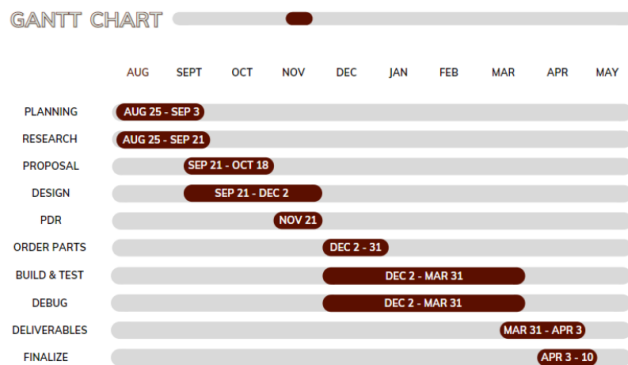 GANTT CHART
AUG SEPT OCT NOV DEC JAN FEB MAR APR MAY
PLANNING AUG 25 - SEP 3
RESEARCH AUG 25 - SEP 21
PROPOSAL SEP 21 - OCT 18
DESIGN SEP 21 - DEC 2
PDR NOV 21
ORDER PARTS DEC 2 - 31
BUILD & TEST DEC 2 - MAR 31
DEBUG DEC 2 - MAR 31
DELIVERABLES MAR 31 - APR 3
FINALIZE APR 3 - 10